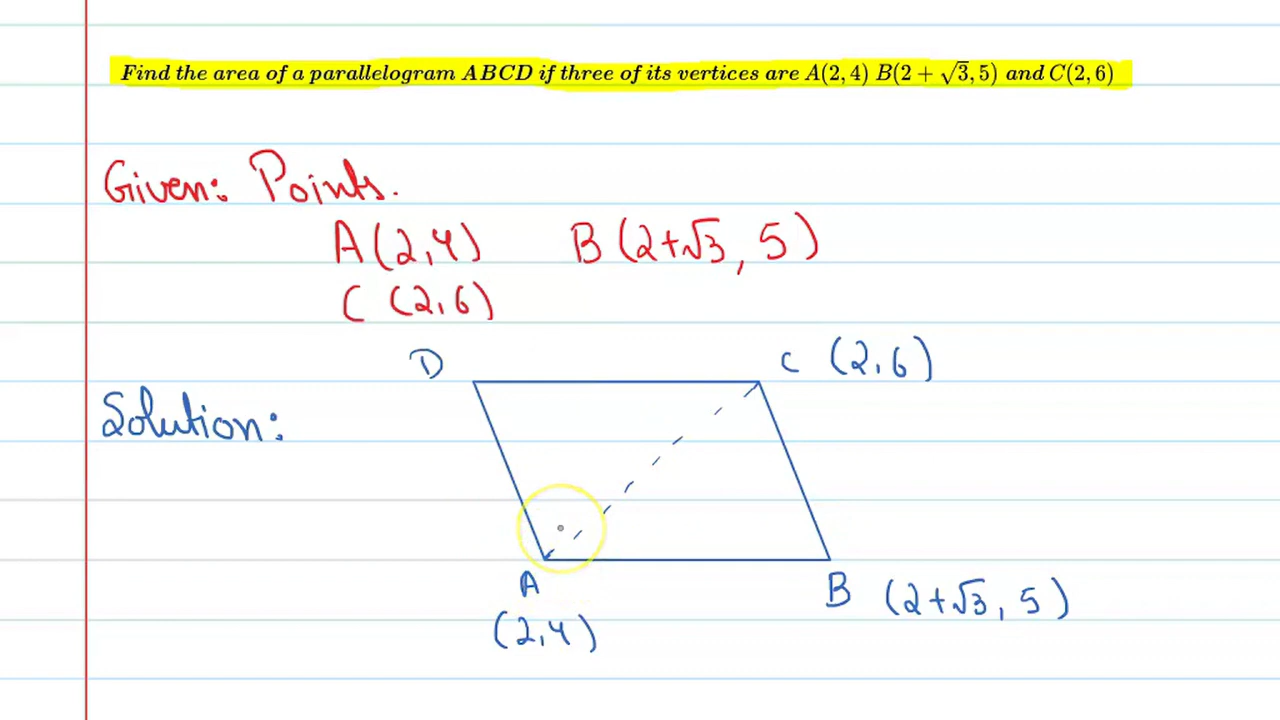 Find the area of a parallelogram ABCD if three of its vertices are A(2, 4) B(2 + √3, 5) and C(2, 6)
Given: Points.
A(2,4) B(2+√3, 5)
C (2,6)
D C (2,6)
Solution:
A B (2+√3, 5)
(2,4)